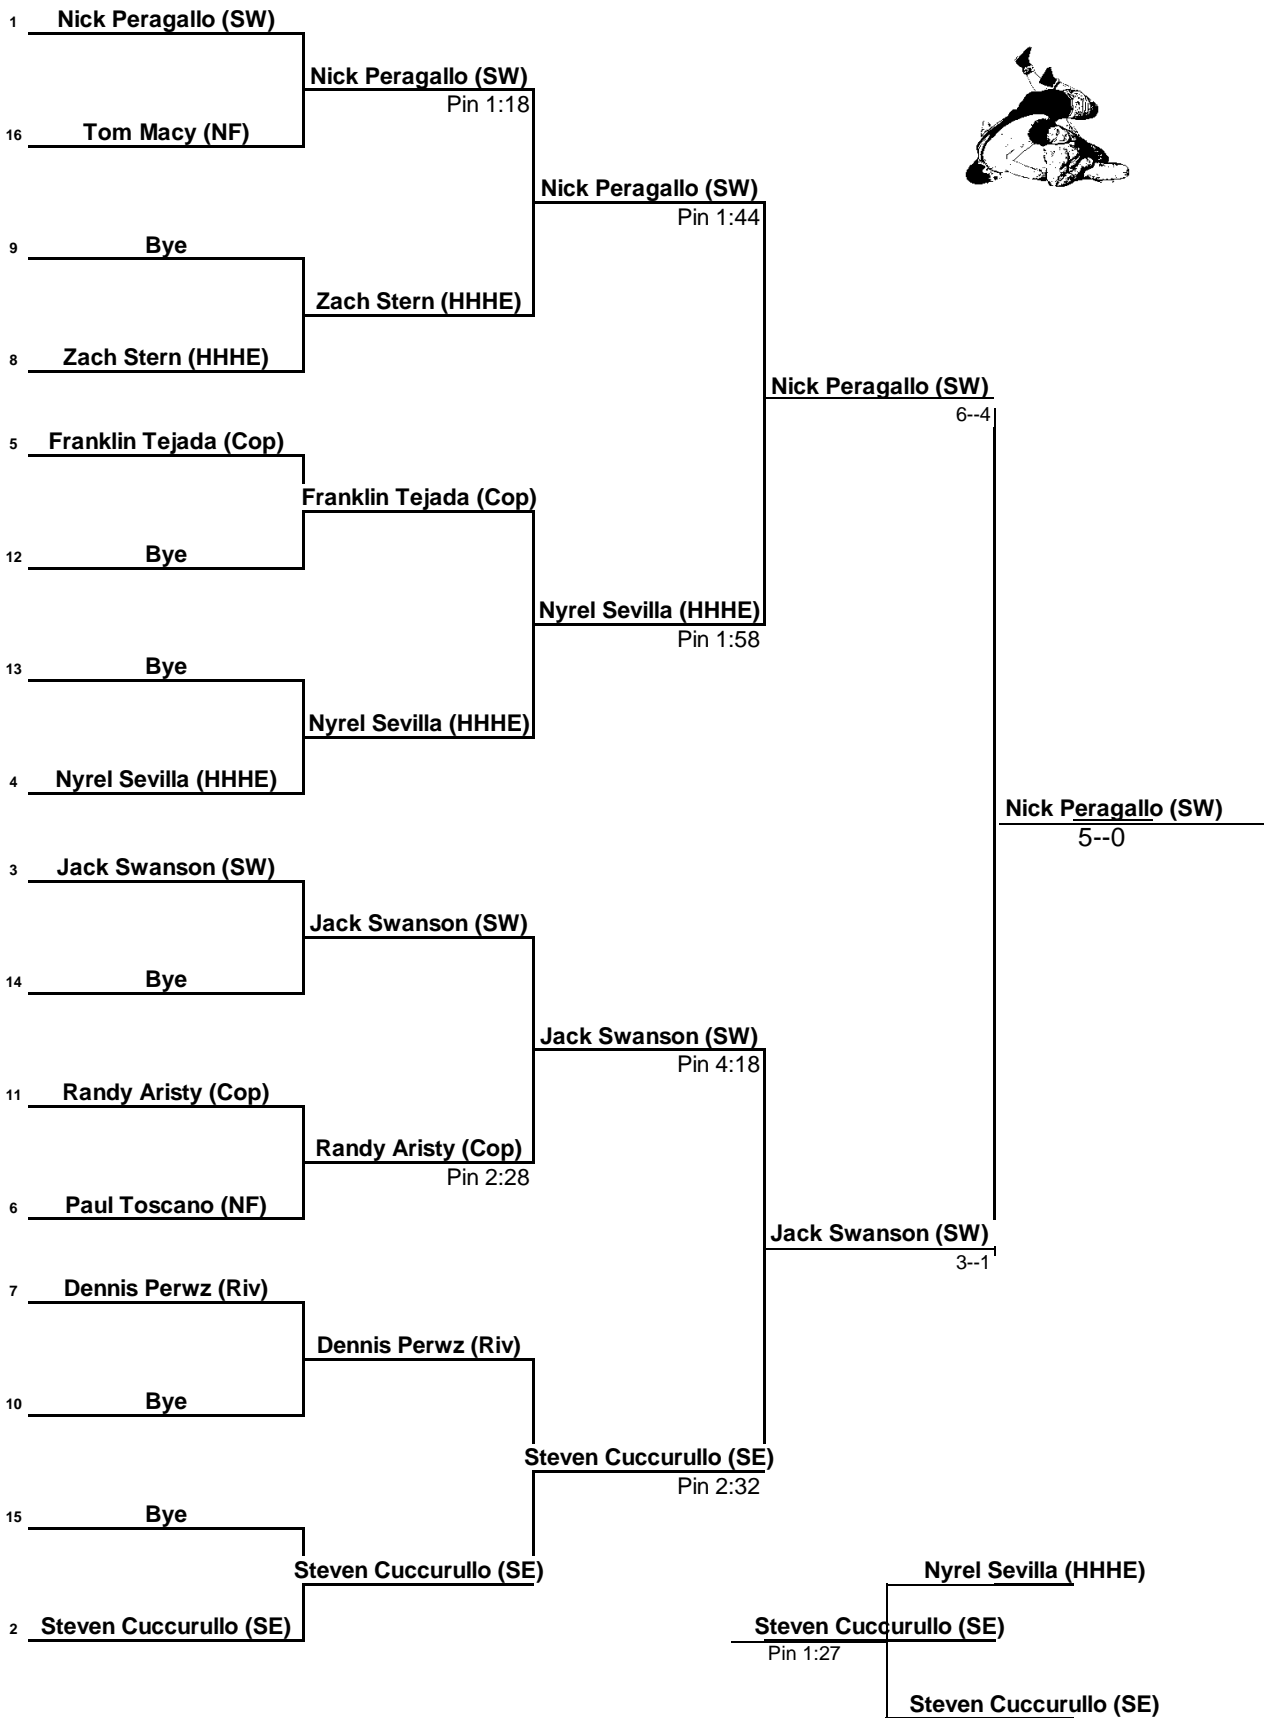 1 Nick Peragallo (SW)
Nick Peragallo (SW)
Pin 1:18
16 Tom Macy (NF)
Nick Peragallo (SW)
Pin 1:44
9 Bye
Zach Stern (HHHE)
8 Zach Stern (HHHE)
Nick Peragallo (SW)
6--4
5 Franklin Tejada (Cop)
Franklin Tejada (Cop)
12 Bye
Nyrel Sevilla (HHHE)
Pin 1:58
13 Bye
Nyrel Sevilla (HHHE)
4 Nyrel Sevilla (HHHE)
Nick Peragallo (SW)
5--0
3 Jack Swanson (SW)
Jack Swanson (SW)
14 Bye
Jack Swanson (SW)
Pin 4:18
11 Randy Aristy (Cop)
Randy Aristy (Cop)
Pin 2:28
6 Paul Toscano (NF)
Jack Swanson (SW)
3--1
7 Dennis Perwz (Riv)
Dennis Perwz (Riv)
10 Bye
Steven Cuccurullo (SE)
Pin 2:32
15 Bye
Steven Cuccurullo (SE)
Nyrel Sevilla (HHHE)
2 Steven Cuccurullo (SE)
Steven Cuccurullo (SE)
Pin 1:27
Steven Cuccurullo (SE)